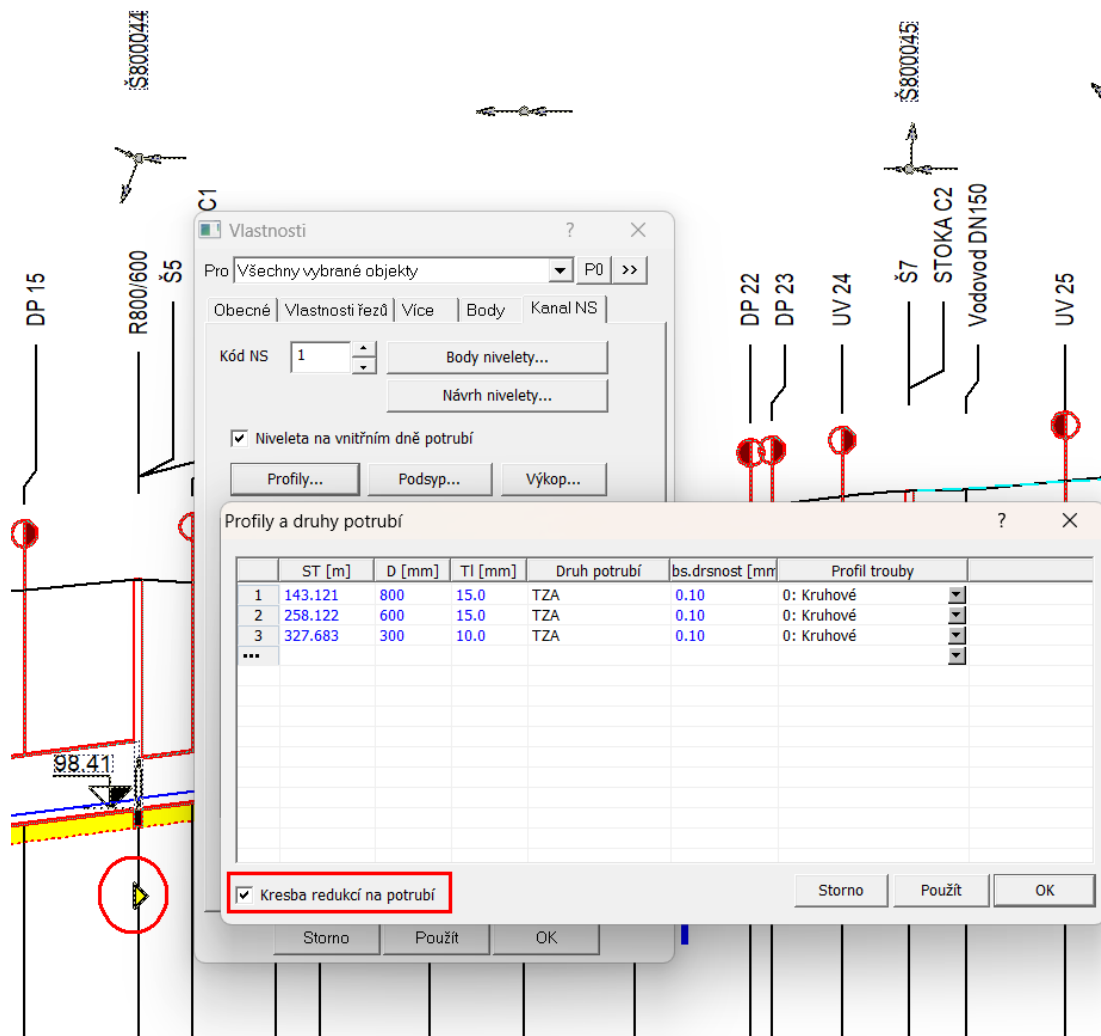 Š800044
Š800045
C1
DP 15
R800/600
Š5
DP 22
DP 23
UV 24
Š7
STOKA C2
Vodovod DN150
UV 25
98.41
Vlastnosti
?
Pro Všechny vybrané objekty P0 >>
Obecné Vlastnosti řezů Více Body Kanal NS
Kód NS 1 Body nivelety...
Návrh nivelety...
Niveleta na vnitřním dně potrubí
Profily... Podsyp... Výkop...
Profily a druhy potrubí ?
ST [m] D [mm] Tl [mm] Druh potrubí bs.drsnost [mm Profil trouby
1 143.121 800 15.0 TZA 0.10 0: Kruhové
2 258.122 600 15.0 TZA 0.10 0: Kruhové
3 327.683 300 10.0 TZA 0.10 0: Kruhové
...
Kresba redukcí na potrubí Storno Použít OK
Storno Použít OK